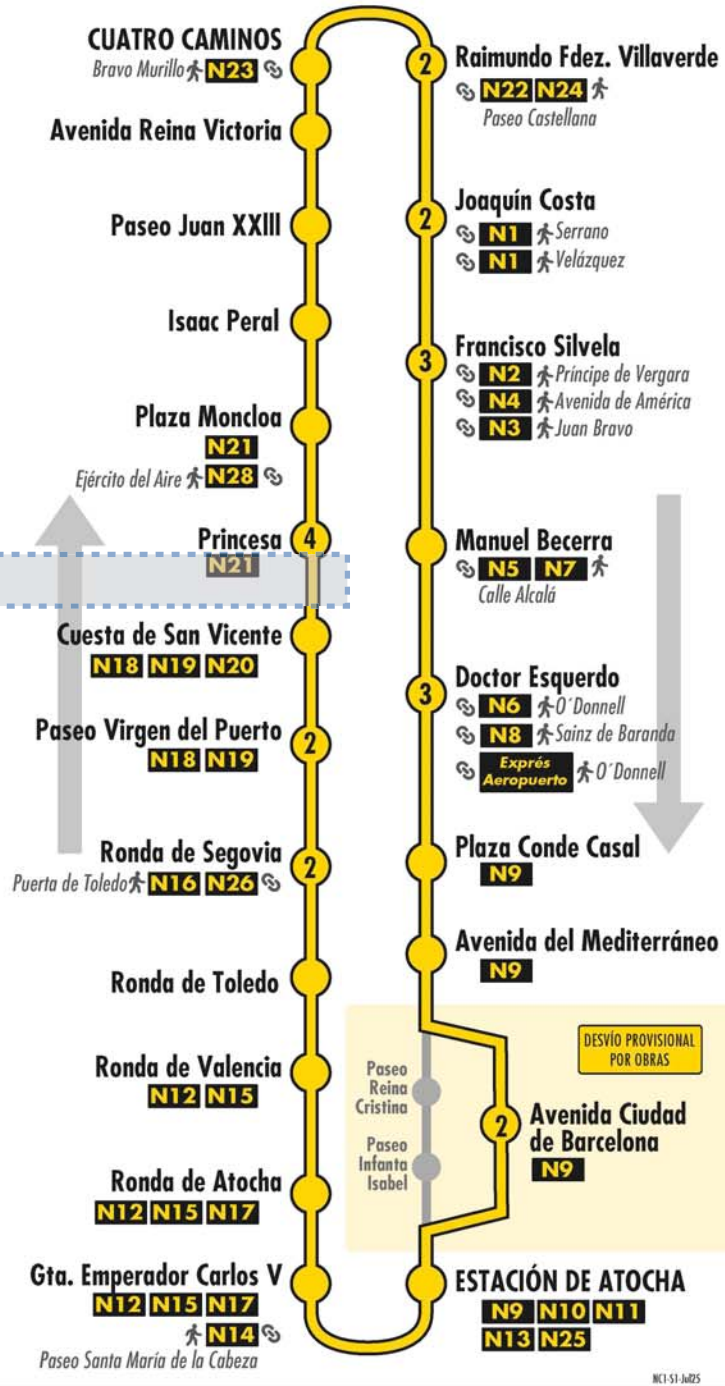 CUATRO CAMINOS
Bravo Murillo N23
Avenida Reina Victoria
Paseo Juan XXIII
Isaac Peral
Plaza Moncloa
N21
Ejército del Aire N28
Princesa 4
N21
Cuesta de San Vicente
N18 N19 N20
Paseo Virgen del Puerto 2
N18 N19
Ronda de Segovia 2
Puerta de Toledo N16 N26
Ronda de Toledo
Ronda de Valencia
N12 N15
Ronda de Atocha
N12 N15 N17
Gta. Emperador Carlos V
N12 N15 N17
N14
Paseo Santa María de la Cabeza
2 Raimundo Fdez. Villaverde
N22 N24
Paseo Castellana
2 Joaquín Costa
N1 Serrano
N1 Velázquez
3 Francisco Silvela
N2 Príncipe de Vergara
N4 Avenida de América
N3 Juan Bravo
Manuel Becerra
N5 N7
Calle Alcalá
3 Doctor Esquerdo
N6 O´Donnell
N8 Sainz de Baranda
Exprés
Aeropuerto O´Donnell
Plaza Conde Casal
N9
Avenida del Mediterráneo
N9
DESVÍO PROVISIONAL
POR OBRAS
Paseo
Reina
Cristina
Paseo
Infanta
Isabel
2 Avenida Ciudad
de Barcelona
N9
ESTACIÓN DE ATOCHA
N9 N10 N11
N13 N25
NC1-S1-Jul25